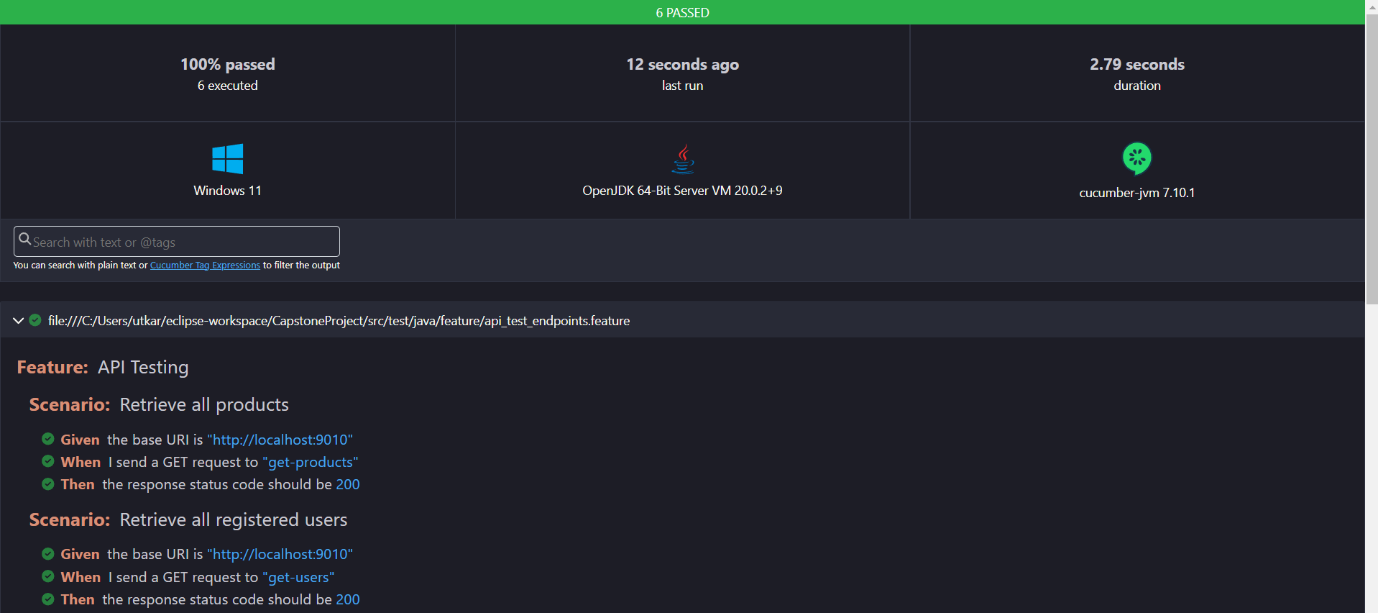 6 PASSED
100% passed
6 executed
12 seconds ago
last run
2.79 seconds
duration
Windows 11
OpenJDK 64-Bit Server VM 20.0.2+9
cucumber-jvm 7.10.1
Search with text or @tags
You can search with plain text or Cucumber Tag Expressions to filter the output
file:///C:/Users/utkar/eclipse-workspace/CapstoneProject/src/test/java/feature/api_test_endpoints.feature
Feature: API Testing
Scenario: Retrieve all products
Given the base URI is "http://localhost:9010"
When I send a GET request to "get-products"
Then the response status code should be 200
Scenario: Retrieve all registered users
Given the base URI is "http://localhost:9010"
When I send a GET request to "get-users"
Then the response status code should be 200